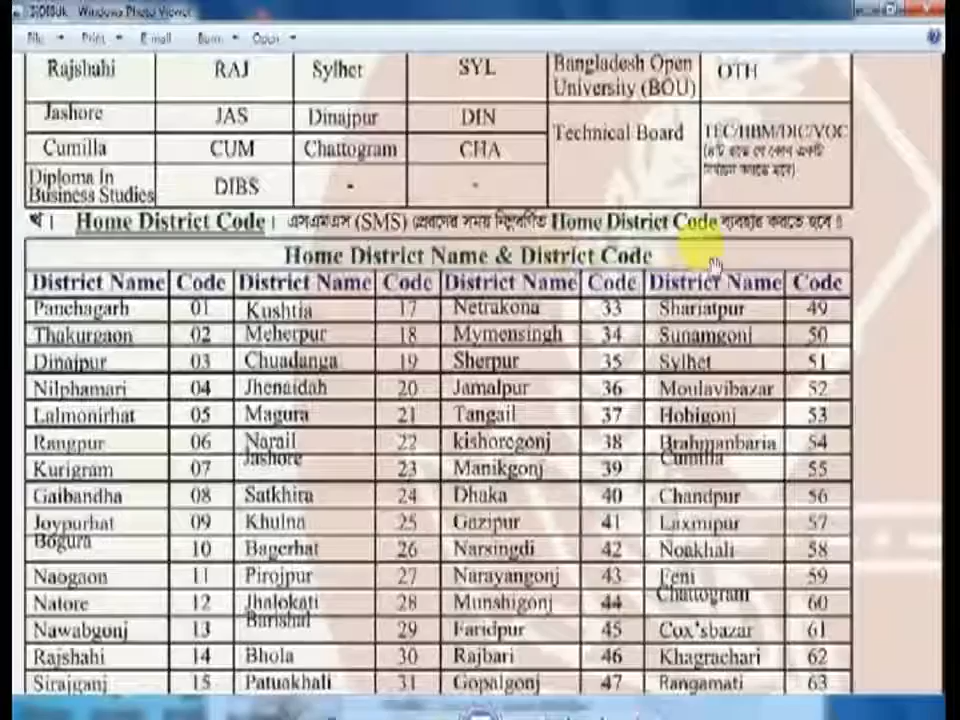 Windows Photo Viewer
File Print E-mail Burn Open
Rajshahi RAJ Sylhet SYL Bangladesh Open University (BOU) OTH
Jashore JAS Dinajpur DIN Technical Board TEC/HBM/DIC/VOC
Cumilla CUM Chattogram CHA
Diploma In Business Studies DIBS - -
খ। Home District Code। এসএমএস (SMS) প্রেরণের সময় নিম্নবর্ণিত Home District Code ব্যবহার করতে হবে ঃ
Home District Name & District Code
District Name Code District Name Code District Name Code District Name Code
Panchagarh 01 Kushtia 17 Netrakona 33 Shariatpur 49
Thakurgaon 02 Meherpur 18 Mymensingh 34 Sunamgonj 50
Dinajpur 03 Chuadanga 19 Sherpur 35 Sylhet 51
Nilphamari 04 Jhenaidah 20 Jamalpur 36 Moulavibazar 52
Lalmonirhat 05 Magura 21 Tangail 37 Hobigonj 53
Rangpur 06 Narail 22 kishoregonj 38 Brahmanbaria 54
Kurigram 07 Jashore 23 Manikgonj 39 Cumilla 55
Gaibandha 08 Satkhira 24 Dhaka 40 Chandpur 56
Joypurhat 09 Khulna 25 Gazipur 41 Laxmipur 57
Bogura 10 Bagerhat 26 Narsingdi 42 Noakhali 58
Naogaon 11 Pirojpur 27 Narayangonj 43 Feni 59
Natore 12 Jhalokati 28 Munshigonj 44 Chattogram 60
Nawabgonj 13 Barishal 29 Faridpur 45 Cox'sbazar 61
Rajshahi 14 Bhola 30 Rajbari 46 Khagrachari 62
Sirajganj 15 Patuakhali 31 Gopalgonj 47 Rangamati 63